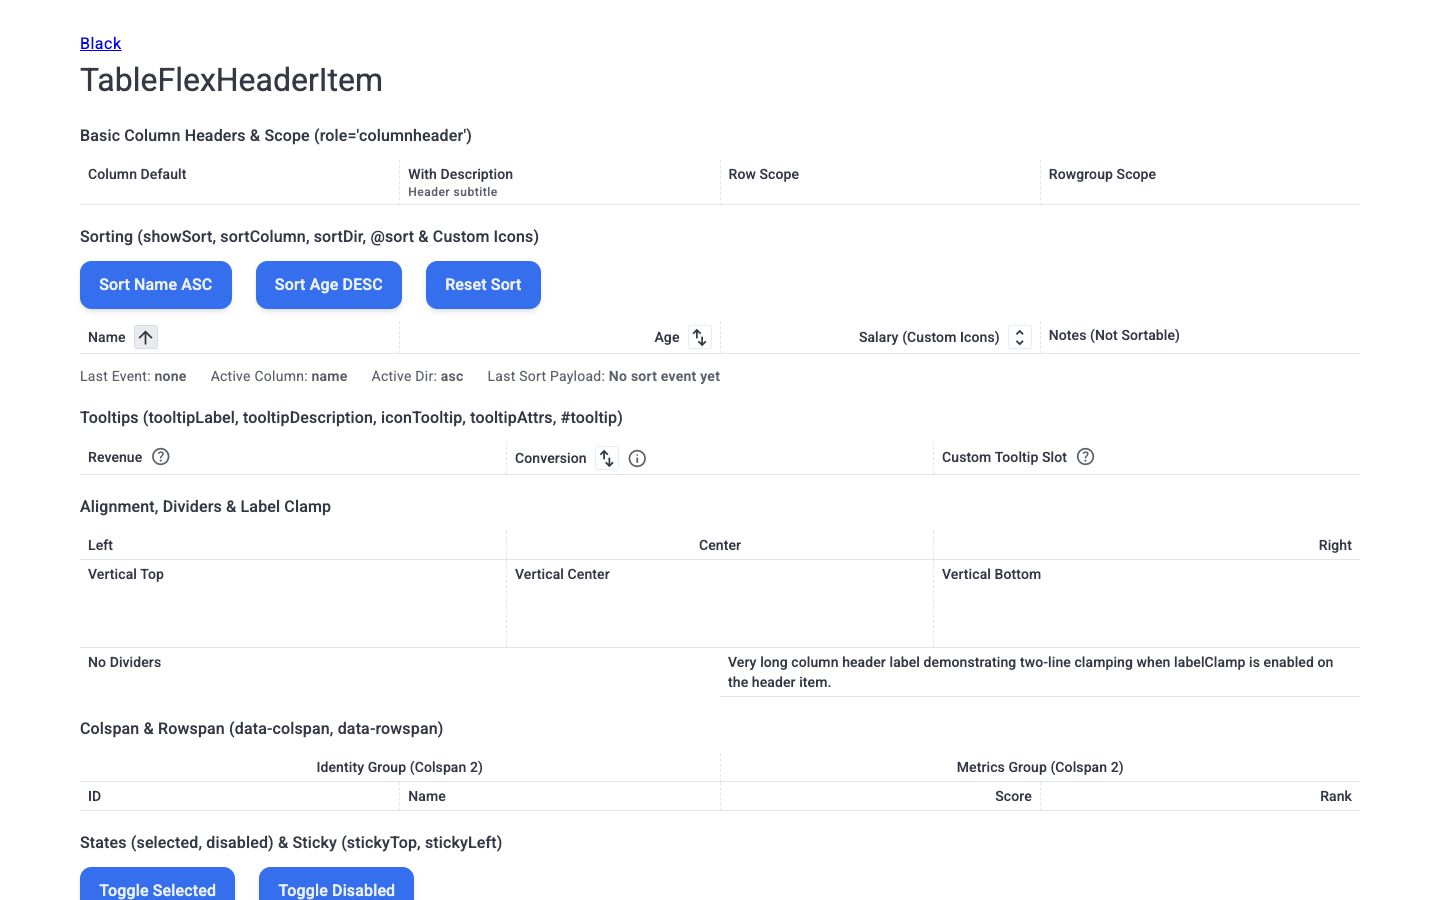 Black
TableFlexHeaderItem
Basic Column Headers & Scope (role='columnheader')
Column Default
With Description
Header subtitle
Row Scope
Rowgroup Scope
Sorting (showSort, sortColumn, sortDir, @sort & Custom Icons)
Sort Name ASC
Sort Age DESC
Reset Sort
Name
Age
Salary (Custom Icons)
Notes (Not Sortable)
Last Event: none
Active Column: name
Active Dir: asc
Last Sort Payload: No sort event yet
Tooltips (tooltipLabel, tooltipDescription, iconTooltip, tooltipAttrs, #tooltip)
Revenue
Conversion
Custom Tooltip Slot
Alignment, Dividers & Label Clamp
Left
Center
Right
Vertical Top
Vertical Center
Vertical Bottom
No Dividers
Very long column header label demonstrating two-line clamping when labelClamp is enabled on
the header item.
Colspan & Rowspan (data-colspan, data-rowspan)
Identity Group (Colspan 2)
Metrics Group (Colspan 2)
ID
Name
Score
Rank
States (selected, disabled) & Sticky (stickyTop, stickyLeft)
Toggle Selected
Toggle Disabled